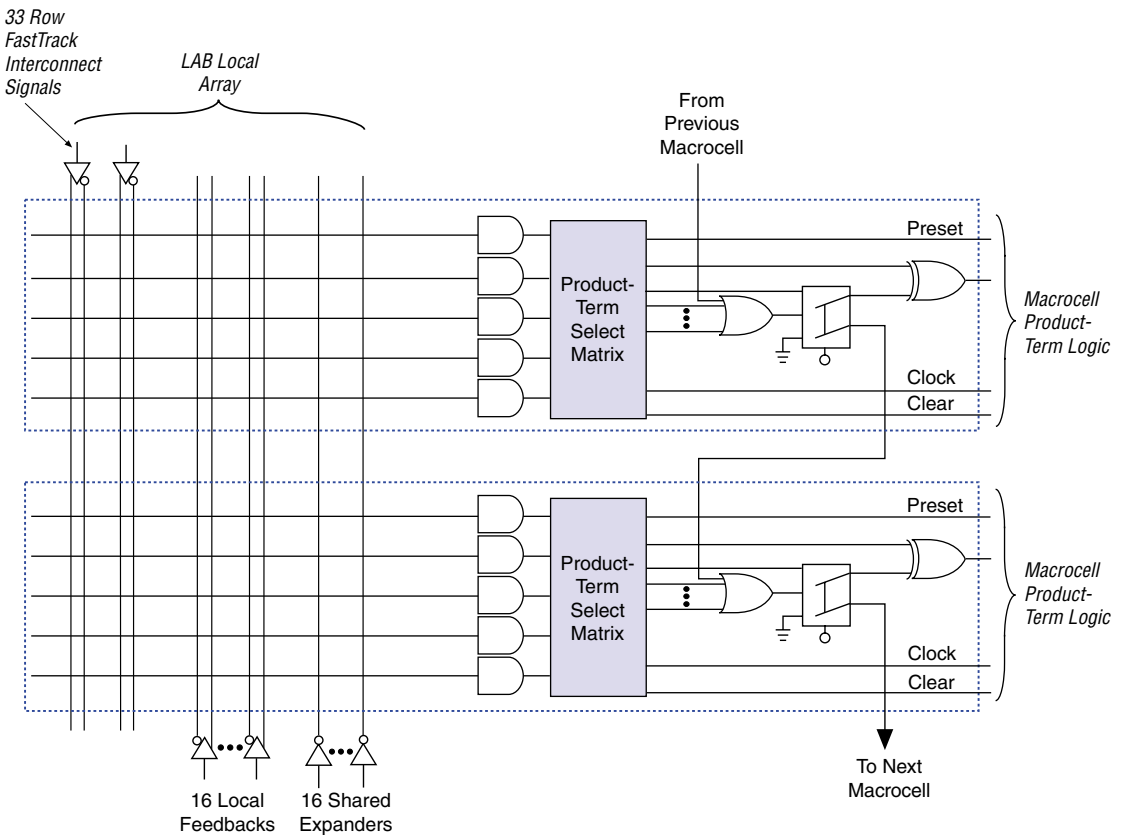 33 Row
FastTrack
Interconnect
Signals
LAB Local
Array
From
Previous
Macrocell
Preset
Product-
Term
Select
Matrix
Clock
Clear
Macrocell
Product-
Term Logic
Preset
Product-
Term
Select
Matrix
Clock
Clear
Macrocell
Product-
Term Logic
16 Local
Feedbacks
16 Shared
Expanders
To Next
Macrocell